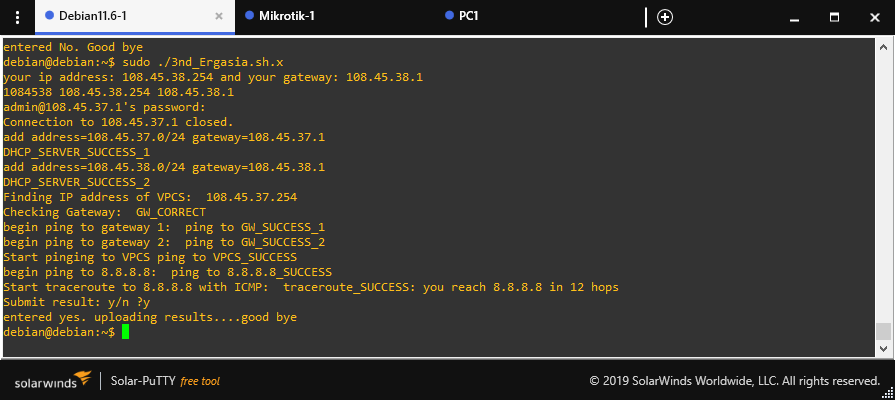 Debian11.6-1
Mikrotik-1
PC1
entered No. Good bye
debian@debian:~$ sudo ./3nd_Ergasia.sh.x
your ip address: 108.45.38.254 and your gateway: 108.45.38.1
1084538 108.45.38.254 108.45.38.1
admin@108.45.37.1's password:
Connection to 108.45.37.1 closed.
add address=108.45.37.0/24 gateway=108.45.37.1
DHCP_SERVER_SUCCESS_1
add address=108.45.38.0/24 gateway=108.45.38.1
DHCP_SERVER_SUCCESS_2
Finding IP address of VPCS:  108.45.37.254
Checking Gateway:  GW_CORRECT
begin ping to gateway 1:  ping to GW_SUCCESS_1
begin ping to gateway 2:  ping to GW_SUCCESS_2
Start pinging to VPCS ping to VPCS_SUCCESS
begin ping to 8.8.8.8:  ping to 8.8.8.8_SUCCESS
Start traceroute to 8.8.8.8 with ICMP:  traceroute_SUCCESS: you reach 8.8.8.8 in 12 hops
Submit result: y/n ?y
entered yes. uploading results....good bye
debian@debian:~$
solarwinds
Solar-PuTTY free tool
© 2019 SolarWinds Worldwide, LLC. All rights reserved.